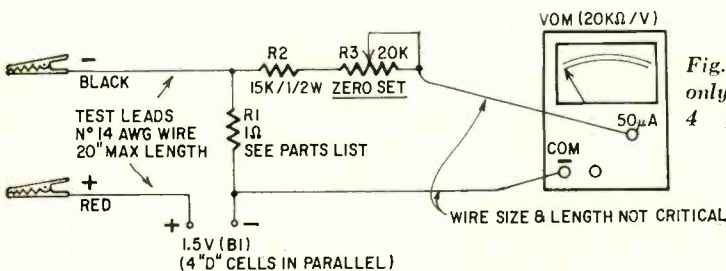 VOM (20KΩ/V)
-
BLACK
R2
15K/1/2W
R3
20K
ZERO SET
Fig.
only
4
TEST LEADS
Nº 14 AWG WIRE
20" MAX LENGTH
R1
1Ω
SEE PARTS LIST
50μA
COM
-
+
RED
+
-
WIRE SIZE & LENGTH NOT CRITICAL
1.5V (B1)
(4 "D" CELLS IN PARALLEL)